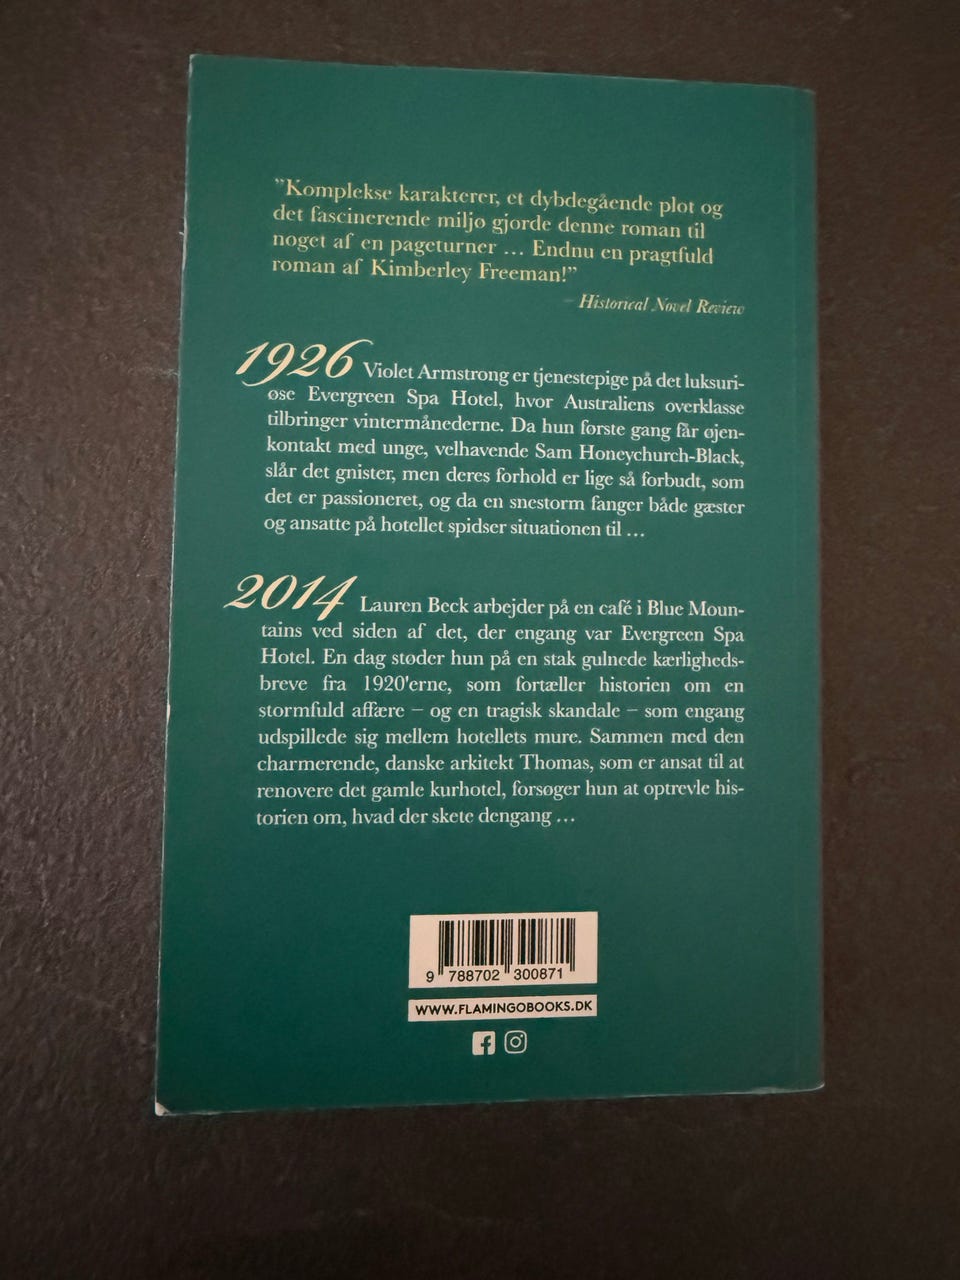 ”Komplekse karakterer, et dybdegående plot og
det fascinerende miljø gjorde denne roman til
noget af en pageturner … Endnu en pragtfuld
roman af Kimberley Freeman!”
– Historical Novel Review
1926 Violet Armstrong er tjenestepige på det luksuri-
øse Evergreen Spa Hotel, hvor Australiens overklasse
tilbringer vintermånederne. Da hun første gang får øjen-
kontakt med unge, velhavende Sam Honeychurch-Black,
slår det gnister, men deres forhold er lige så forbudt, som
det er passioneret, og da en snestorm fanger både gæster
og ansatte på hotellet spidser situationen til …
2014 Lauren Beck arbejder på en café i Blue Moun-
tains ved siden af det, der engang var Evergreen Spa
Hotel. En dag støder hun på en stak gulnede kærligheds-
breve fra 1920'erne, som fortæller historien om en
stormfuld affære – og en tragisk skandale – som engang
udspillede sig mellem hotellets mure. Sammen med den
charmerende, danske arkitekt Thomas, som er ansat til at
renovere det gamle kurhotel, forsøger hun at optrevle his-
torien om, hvad der skete dengang …
9 788702 300871
WWW.FLAMINGOBOOKS.DK